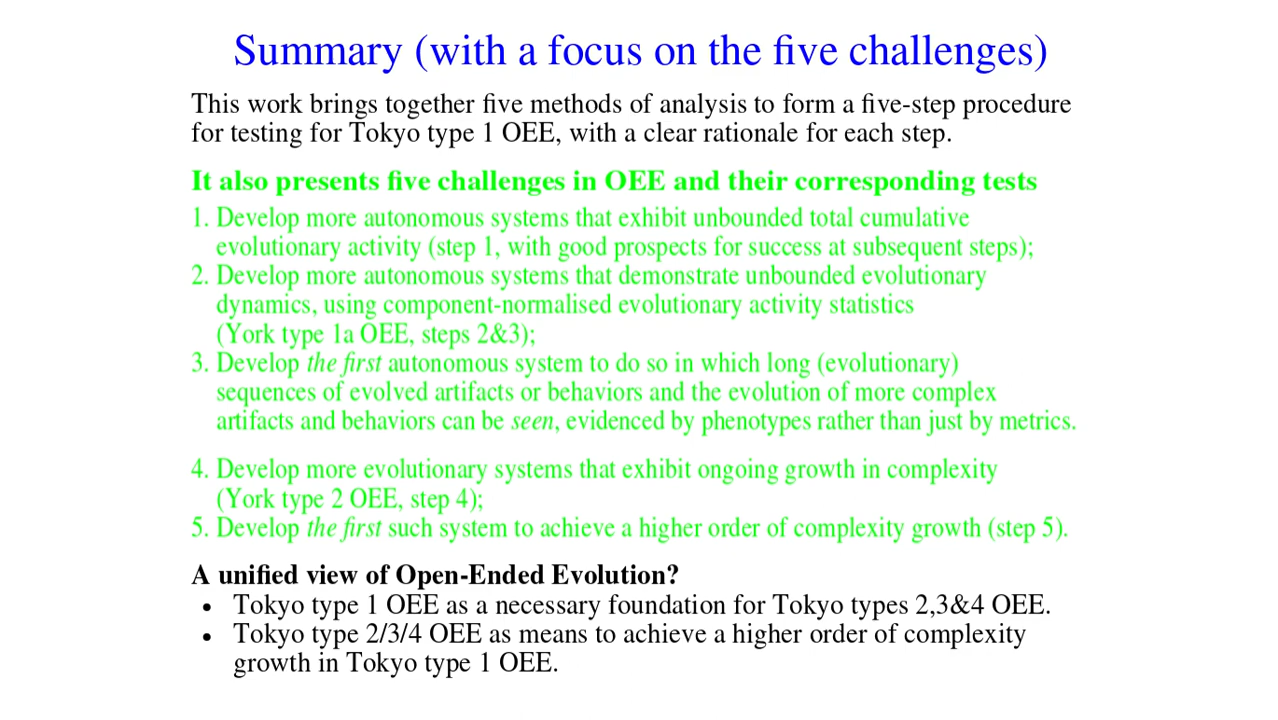 Summary (with a focus on the five challenges)
This work brings together five methods of analysis to form a five-step procedure
for testing for Tokyo type 1 OEE, with a clear rationale for each step.
It also presents five challenges in OEE and their corresponding tests
1. Develop more autonomous systems that exhibit unbounded total cumulative
evolutionary activity (step 1, with good prospects for success at subsequent steps);
2. Develop more autonomous systems that demonstrate unbounded evolutionary
dynamics, using component-normalised evolutionary activity statistics
(York type 1a OEE, steps 2&3);
3. Develop the first autonomous system to do so in which long (evolutionary)
sequences of evolved artifacts or behaviors and the evolution of more complex
artifacts and behaviors can be seen, evidenced by phenotypes rather than just by metrics.
4. Develop more evolutionary systems that exhibit ongoing growth in complexity
(York type 2 OEE, step 4);
5. Develop the first such system to achieve a higher order of complexity growth (step 5).
A unified view of Open-Ended Evolution?
• Tokyo type 1 OEE as a necessary foundation for Tokyo types 2,3&4 OEE.
• Tokyo type 2/3/4 OEE as means to achieve a higher order of complexity
growth in Tokyo type 1 OEE.